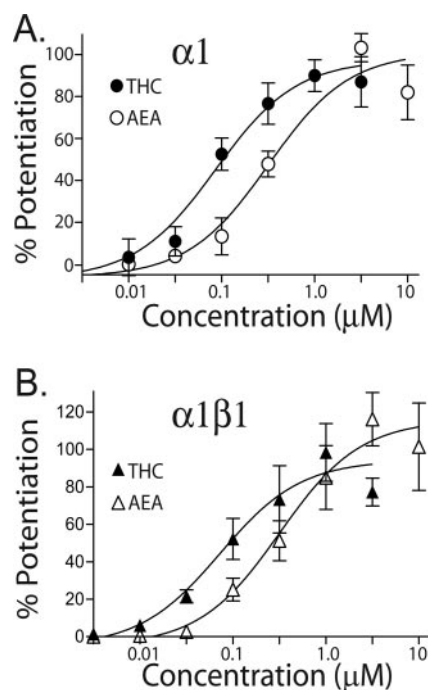 A.
α1
100
80
60
40
20
0
% Potentiation
THC
AEA
0.01 0.1 1.0 10
Concentration (μM)
B.
α1β1
120
100
80
60
40
20
0
% Potentiation
THC
AEA
0.01 0.1 1.0 10
Concentration (μM)